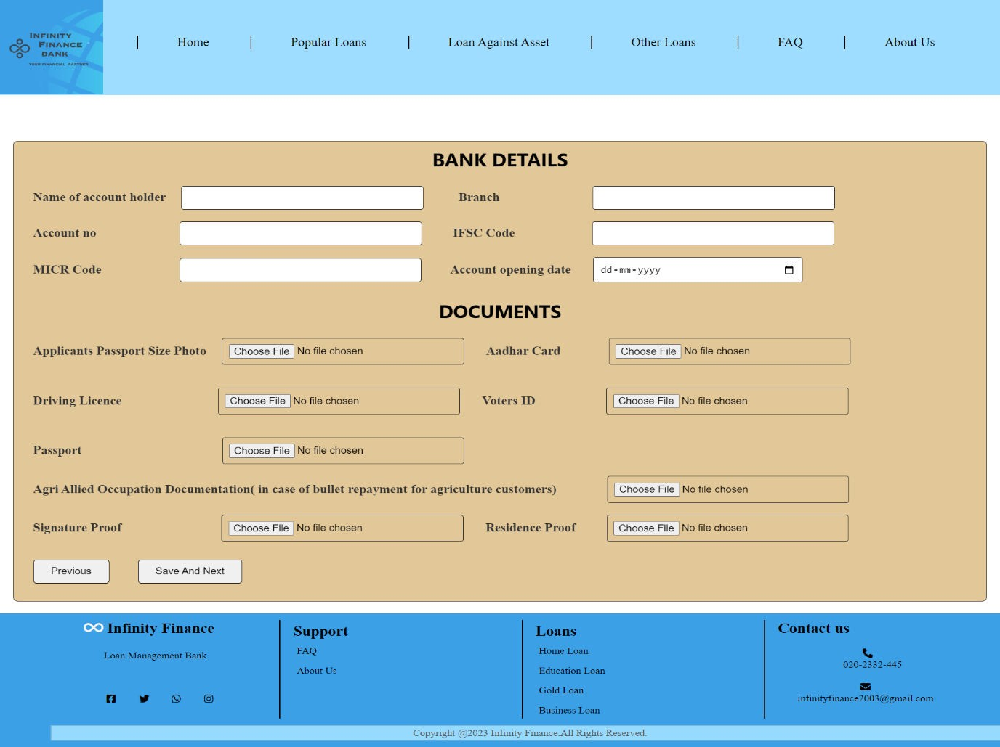 INFINITY
FINANCE
BANK
YOUR FINANCIAL PARTNER
Home Popular Loans Loan Against Asset Other Loans FAQ About Us
BANK DETAILS
Name of account holder Branch
Account no IFSC Code
MICR Code Account opening date dd-mm-yyyy
DOCUMENTS
Applicants Passport Size Photo Choose File No file chosen Aadhar Card Choose File No file chosen
Driving Licence Choose File No file chosen Voters ID Choose File No file chosen
Passport Choose File No file chosen
Agri Allied Occupation Documentation( in case of bullet repayment for agriculture customers) Choose File No file chosen
Signature Proof Choose File No file chosen Residence Proof Choose File No file chosen
Previous Save And Next
Infinity Finance
Loan Management Bank
Support
FAQ
About Us
Loans
Home Loan
Education Loan
Gold Loan
Business Loan
Contact us
020-2332-445
infinityfinance2003@gmail.com
Copyright @2023 Infinity Finance.All Rights Reserved.